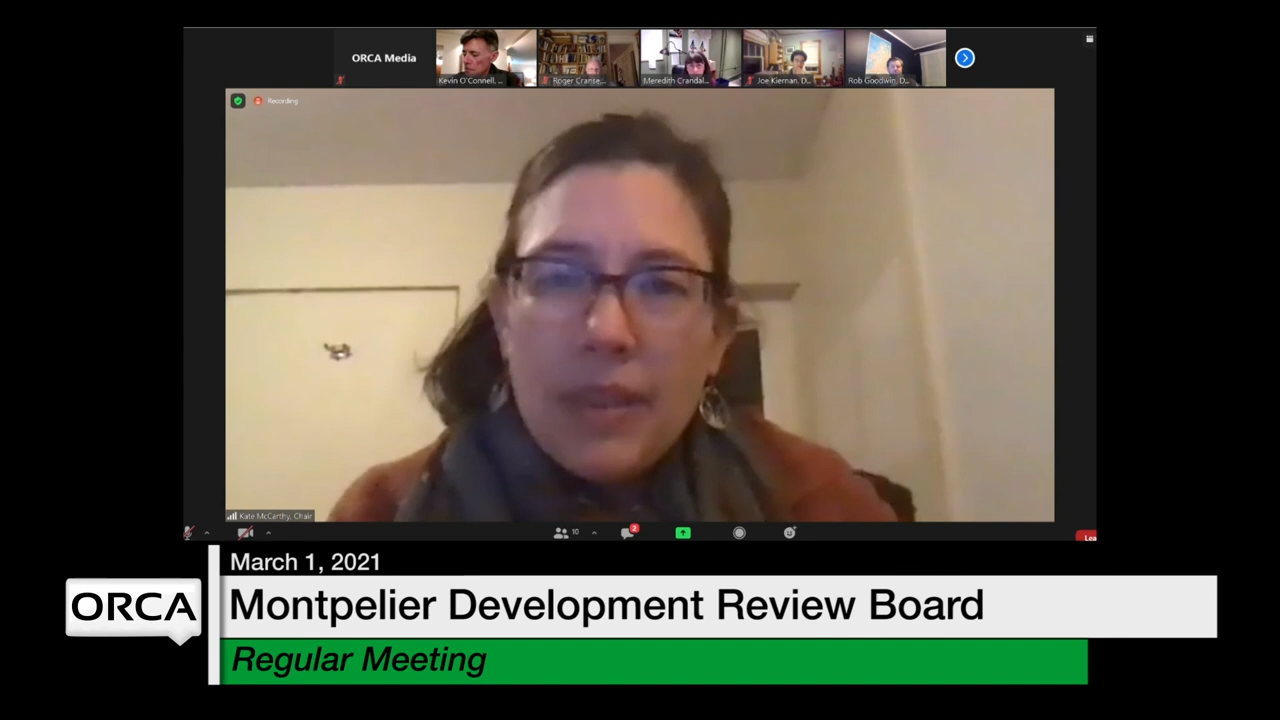 ORCA Media
Kevin O'Connell, ...
Roger Cranse...
Meredith Crandal...
Joe Kiernan, D...
Rob Goodwin, D...
Recording
Kate McCarthy, Chair
10
2
Lea
March 1, 2021
ORCA
Montpelier Development Review Board
Regular Meeting